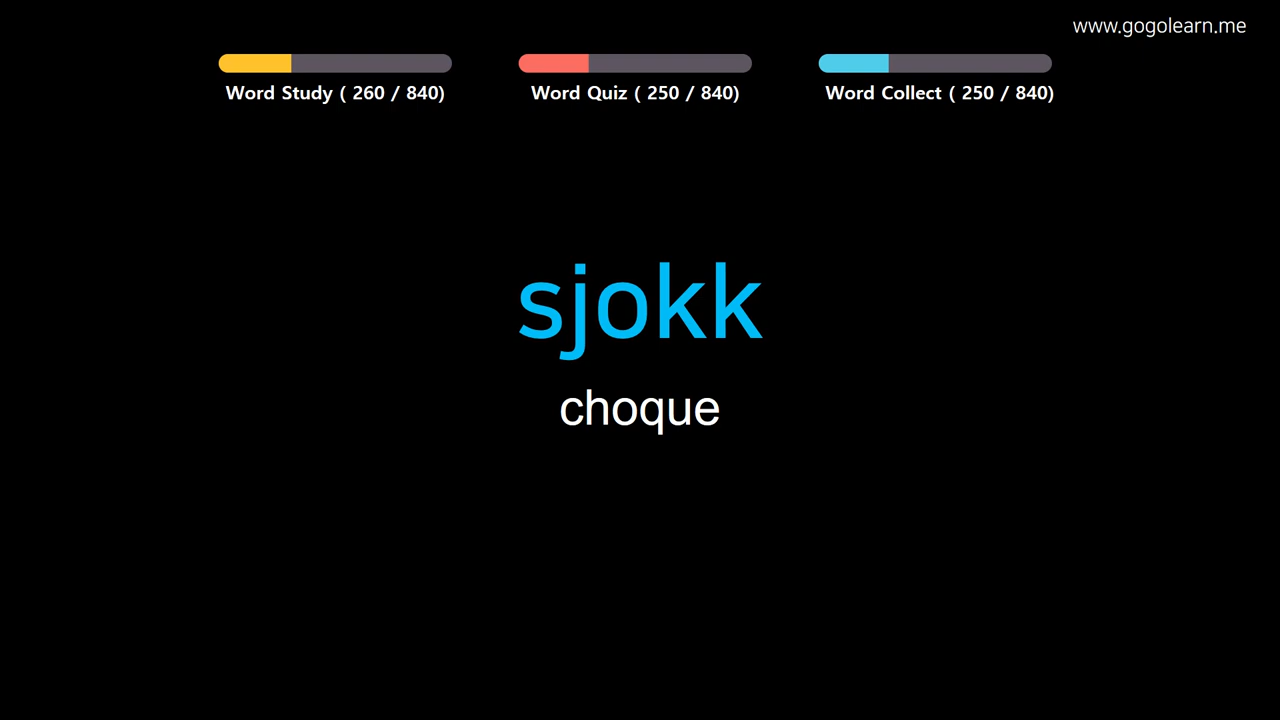 www.gogolearn.me
Word Study ( 260 / 840)
Word Quiz ( 250 / 840)
Word Collect ( 250 / 840)
sjokk
choque